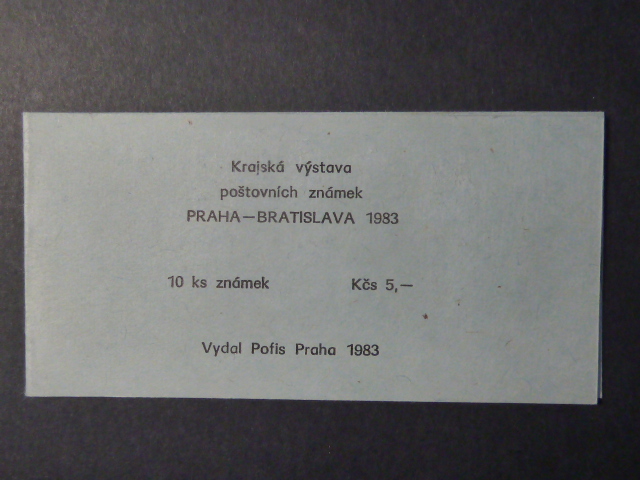 Krajská výstava
poštovních známek
PRAHA—BRATISLAVA 1983
10 ks známek Kčs 5,—
Vydal Pofis Praha 1983